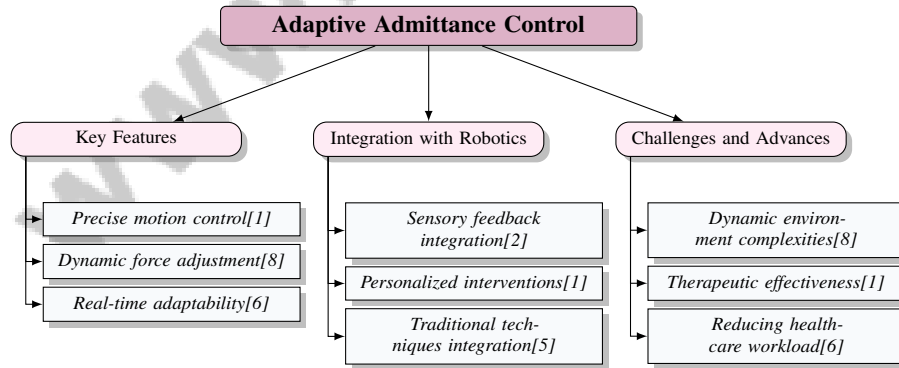 Adaptive Admittance Control
Key Features
Integration with Robotics
Challenges and Advances
Precise motion control[1]
Dynamic force adjustment[8]
Real-time adaptability[6]
Sensory feedback
integration[2]
Personalized interventions[1]
Traditional tech-
niques integration[5]
Dynamic environ-
ment complexities[8]
Therapeutic effectiveness[1]
Reducing health-
care workload[6]
www